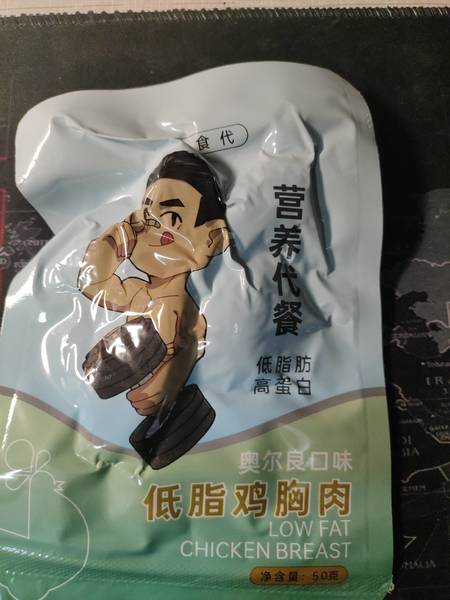 食代
营养代餐
低脂肪
高蛋白
奥尔良口味
低脂鸡胸肉
LOW FAT
CHICKEN BREAST
净含量：50克